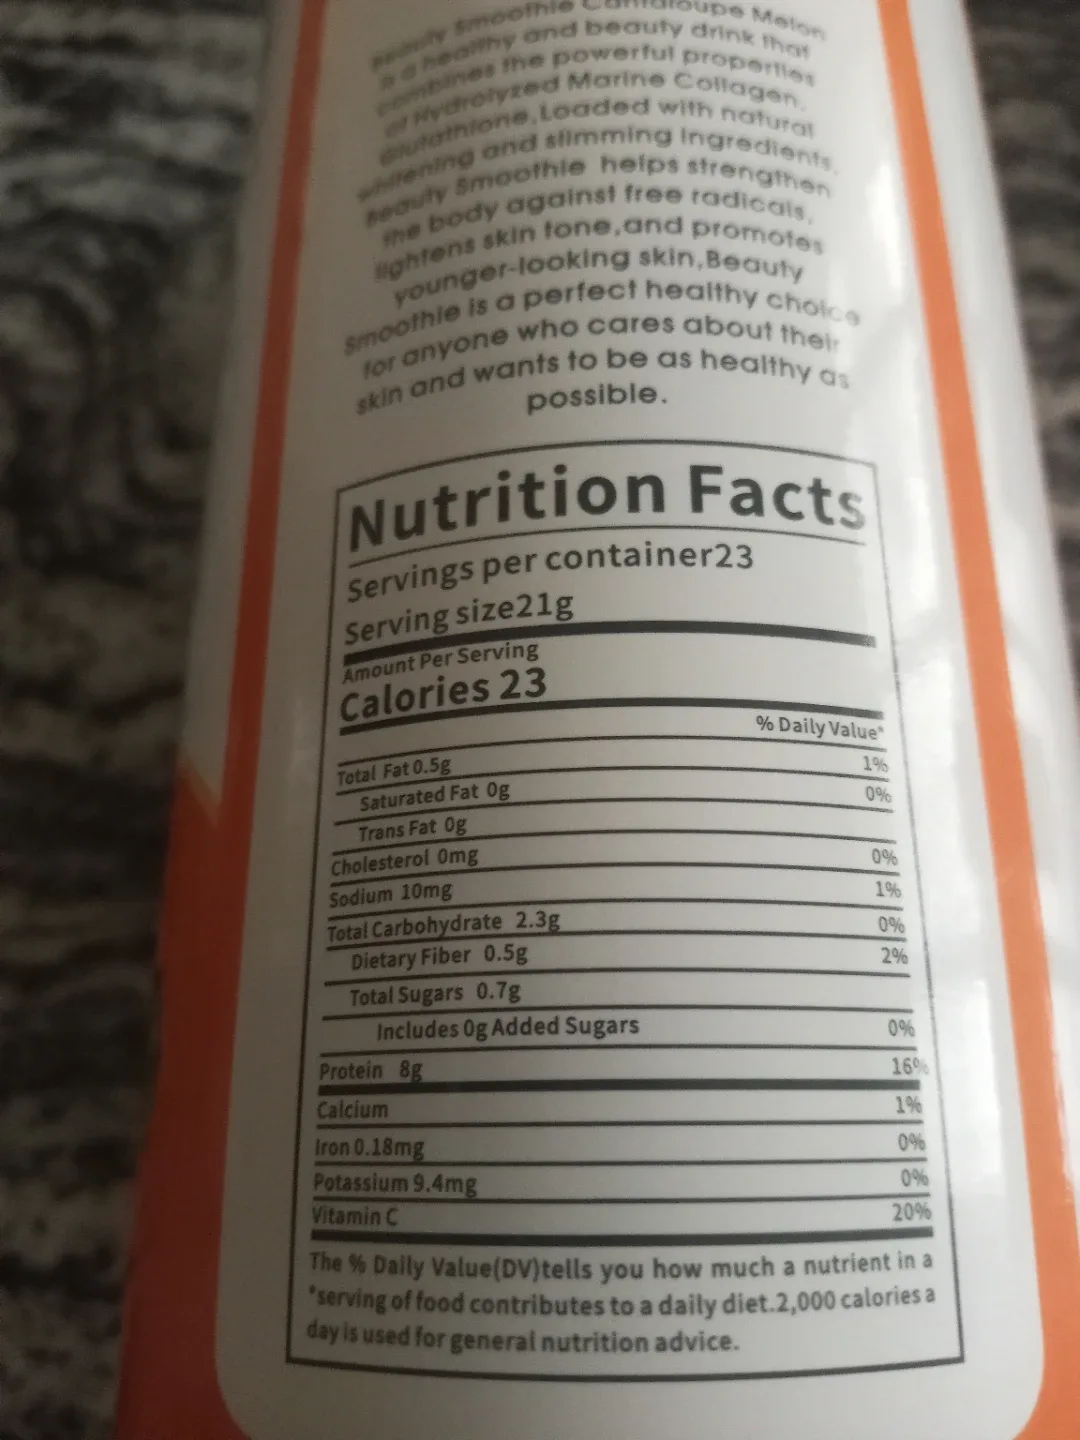 Beauty Smoothie Cantaloupe Melon
is a healthy and beauty drink that
combines the powerful properties
of Hydrolyzed Marine Collagen,
Glutathione,Loaded with natural
whitening and slimming ingredients,
Beauty Smoothie helps strengthen
the body against free radicals,
lightens skin tone,and promotes
younger-looking skin,Beauty
Smoothie is a perfect healthy choice
for anyone who cares about their
skin and wants to be as healthy as
possible.
Nutrition Facts
Servings per container23
Serving size21g
Amount Per Serving
Calories 23
% Daily Value*
Total Fat 0.5g 1%
Saturated Fat 0g 0%
Trans Fat 0g
Cholesterol 0mg 0%
Sodium 10mg 1%
Total Carbohydrate 2.3g 0%
Dietary Fiber 0.5g 2%
Total Sugars 0.7g
Includes 0g Added Sugars 0%
Protein 8g 16%
Calcium 1%
Iron 0.18mg 0%
Potassium 9.4mg 0%
Vitamin C 20%
The % Daily Value(DV)tells you how much a nutrient in a
*serving of food contributes to a daily diet.2,000 calories a
day is used for general nutrition advice.